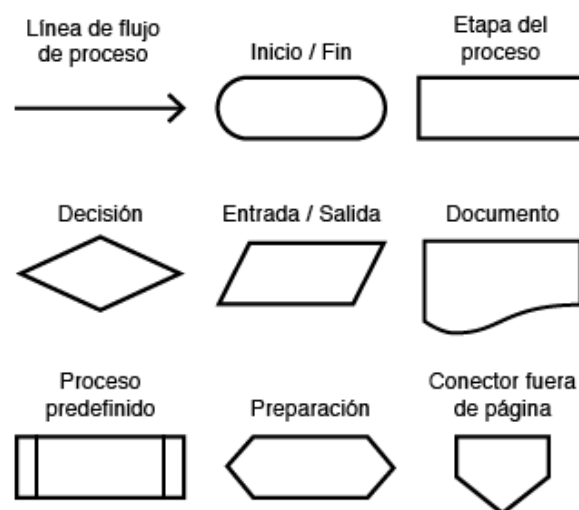 Línea de flujo
de proceso
Inicio / Fin
Etapa del
proceso
Decisión
Entrada / Salida
Documento
Proceso
predefinido
Preparación
Conector fuera
de página